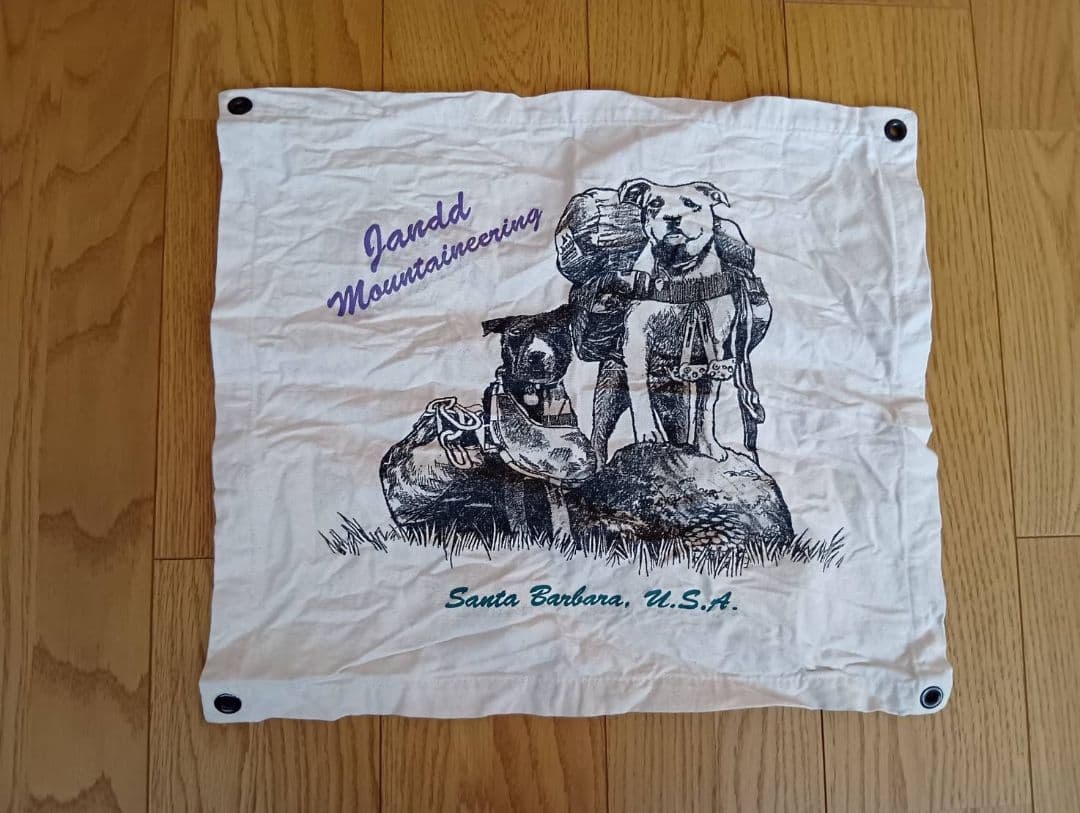 Jandd
Mountaineering
Santa Barbara, U.S.A.